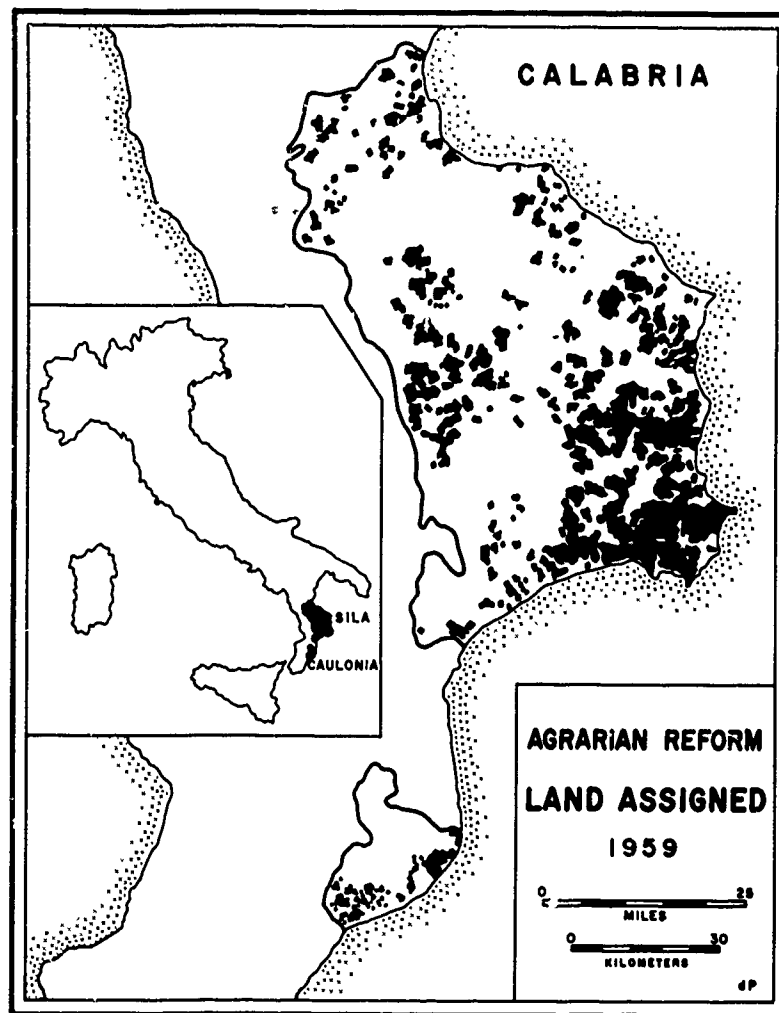 CALABRIA
SILA
CAULONIA
AGRARiAN REFORM
LAND ASSIGNED
1959
0 25
MILES
0 30
KILOMETERS
dP